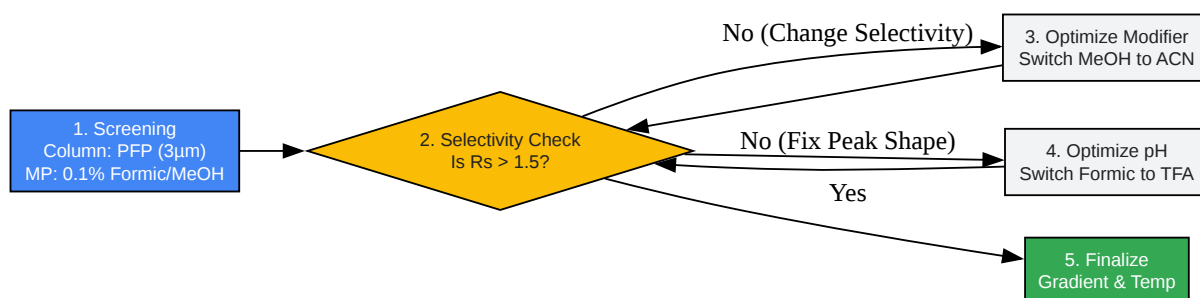 1. Screening
Column: PFP (3µm)
MP: 0.1% Formic/MeOH
2. Selectivity Check
Is Rs > 1.5?
No (Change Selectivity)
3. Optimize Modifier
Switch MeOH to ACN
No (Fix Peak Shape)
4. Optimize pH
Switch Formic to TFA
Yes
5. Finalize
Gradient & Temp